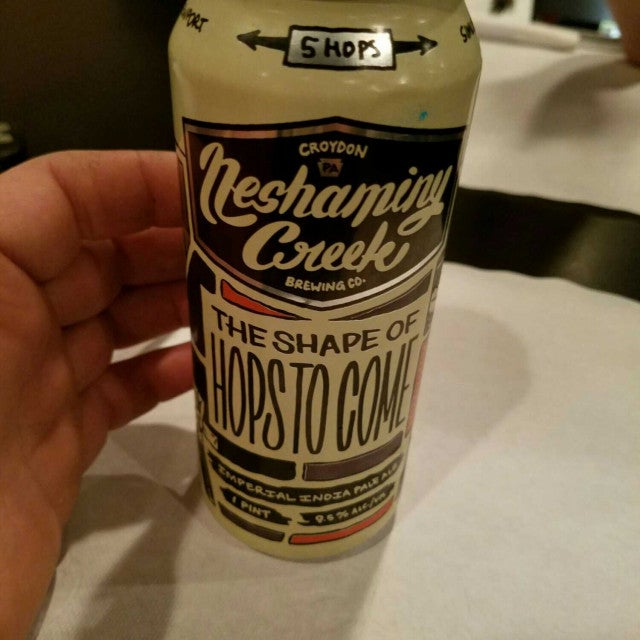 5 HOPS
CROYDON
PA
Neshaminy
Creek
BREWING CO.
THE SHAPE OF
HOPS TO COME
IMPERIAL INDIA PALE ALE
1 PINT